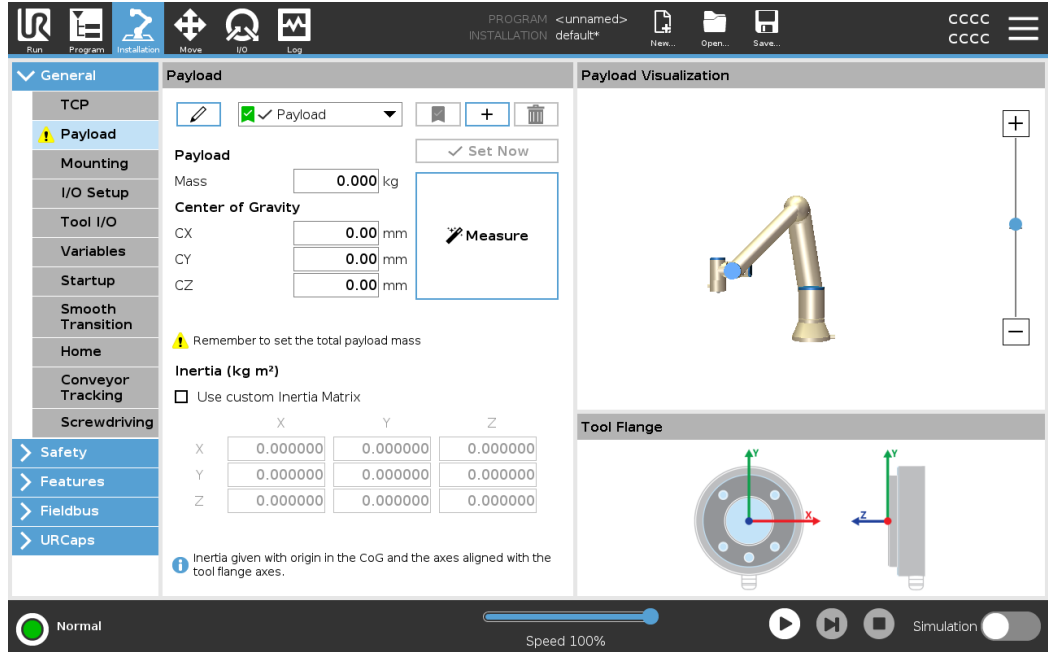 PROGRAM <unnamed>
INSTALLATION default*
CCCC
CCCC
Run
Program
Installation
Move
I/O
Log
New...
Open...
Save...
General
TCP
Payload
Mounting
I/O Setup
Tool I/O
Variables
Startup
Smooth
Transition
Home
Conveyor
Tracking
Screwdriving
Safety
Features
Fieldbus
URCaps
Payload
Payload
+
Payload
Set Now
Mass 0.000 kg
Center of Gravity
CX 0.00 mm
CY 0.00 mm
CZ 0.00 mm
Measure
Remember to set the total payload mass
Inertia (kg m²)
Use custom Inertia Matrix
X Y Z
X 0.000000 0.000000 0.000000
Y 0.000000 0.000000 0.000000
Z 0.000000 0.000000 0.000000
Inertia given with origin in the CoG and the axes aligned with the
tool flange axes.
Payload Visualization
+
−
Tool Flange
Y
X
Y
Z
Normal
Speed 100%
Simulation